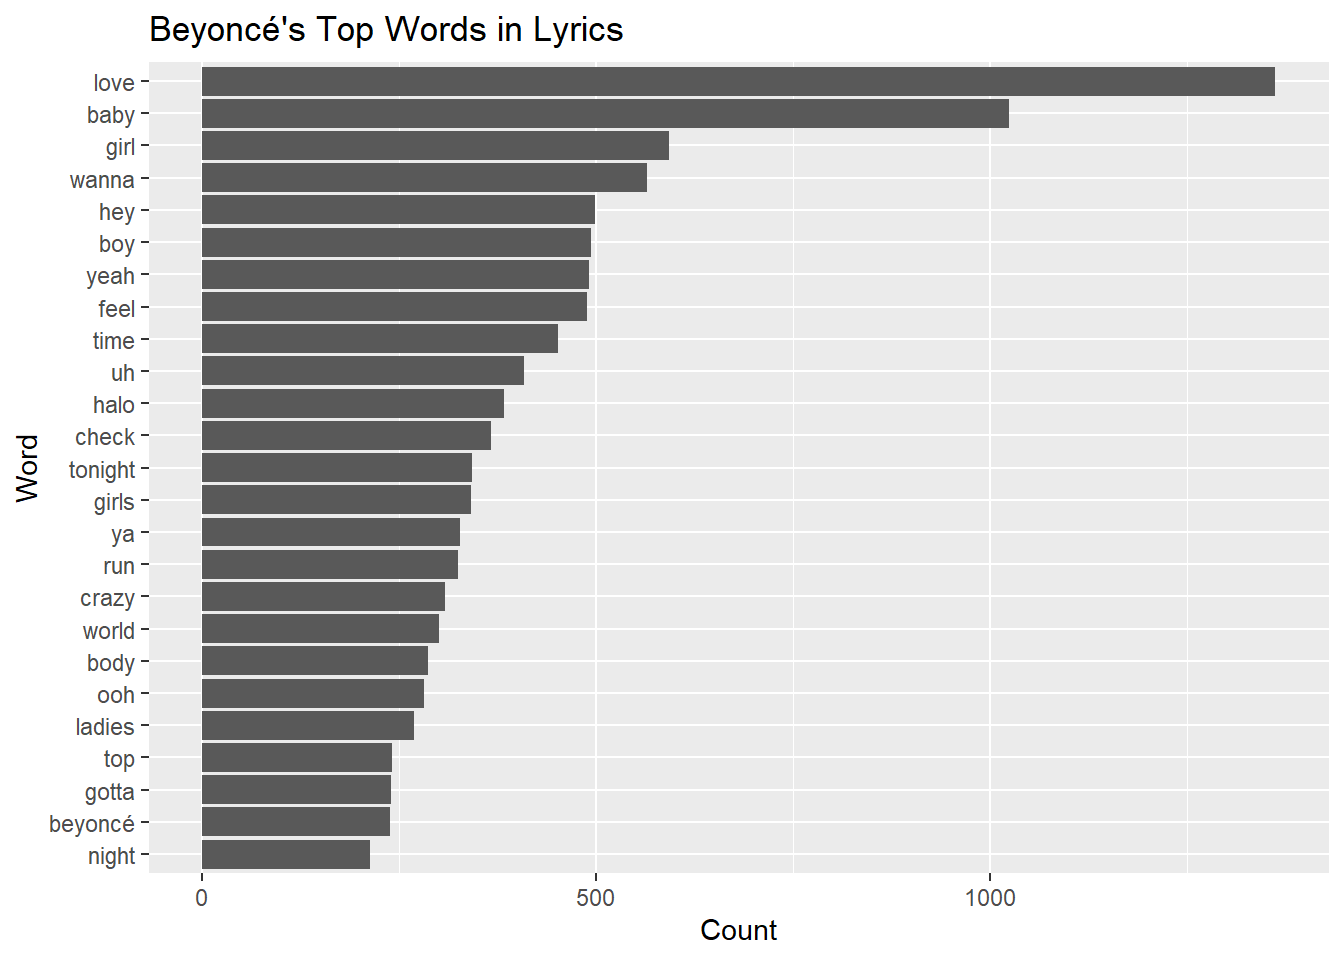 Beyoncé's Top Words in Lyrics
love
baby
girl
wanna
hey
boy
yeah
feel
time
uh
halo
check
tonight
girls
ya
run
crazy
world
body
ooh
ladies
top
gotta
beyoncé
night
Word
0 500 1000
Count